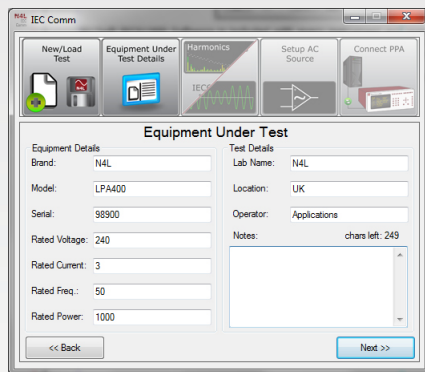 N4L
IEC Comm
New/Load
Test
Equipment Under
Test Details
Harmonics
IEC
Setup AC
Source
Connect PPA
Equipment Under Test
Equipment Details
Brand: N4L
Model: LPA400
Serial: 98900
Rated Voltage: 240
Rated Current: 3
Rated Freq.: 50
Rated Power: 1000
Test Details
Lab Name: N4L
Location: UK
Operator: Applications
Notes: chars left: 249
<< Back
Next >>